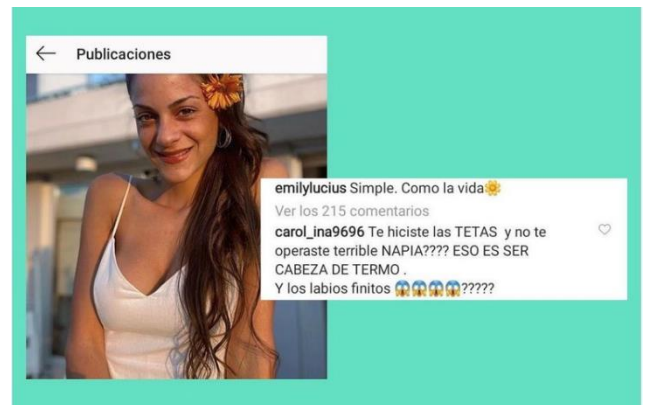 ← Publicaciones
emilylucius Simple. Como la vida🌼
Ver los 215 comentarios
carol_ina9696 Te hiciste las TETAS y no te
operaste terrible NAPIA???? ESO ES SER
CABEZA DE TERMO .
Y los labios finitos 😱😱😱😱?????